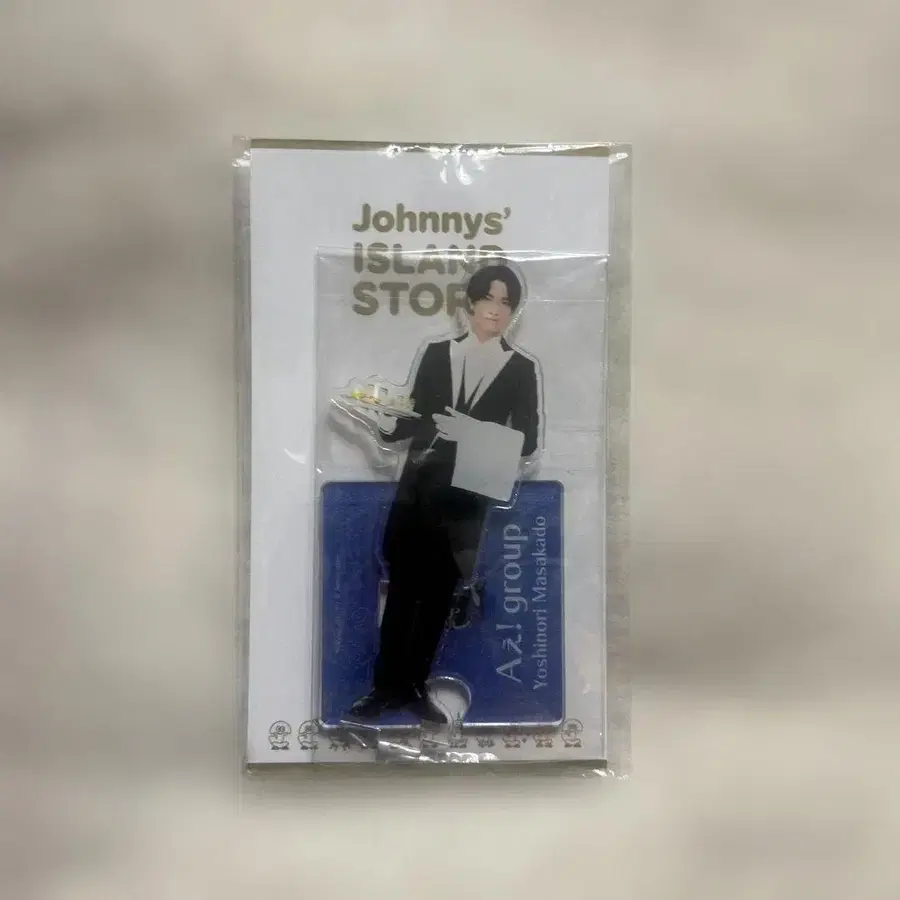 Johnnys'
ISLAND
STOR
Aぇ! group
Yoshinori Masakado